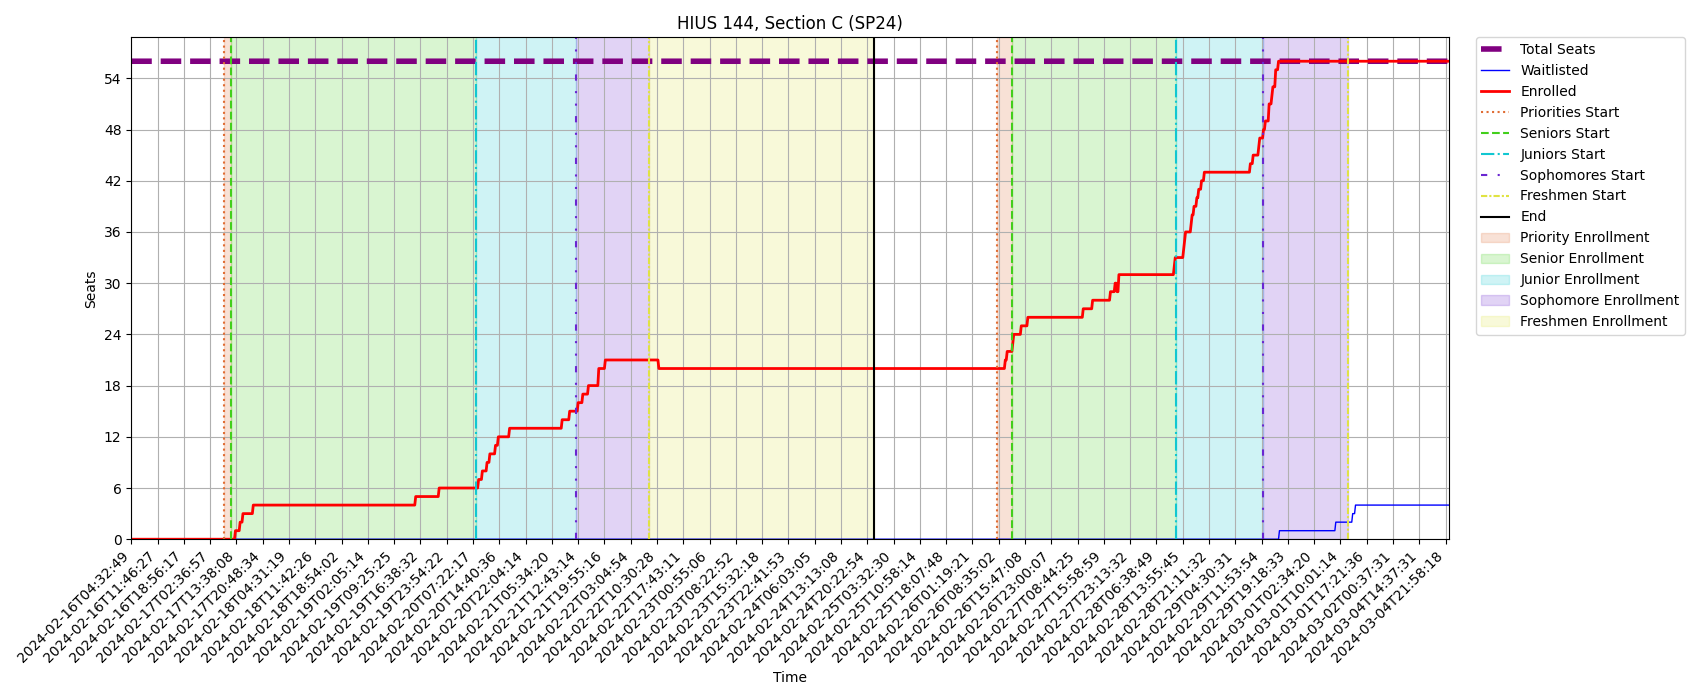 HIUS 144, Section C (SP24)
Seats
54
48
42
36
30
24
18
12
6
0
2024-02-16T04:32:49
2024-02-16T11:46:27
2024-02-16T18:56:17
2024-02-17T02:36:57
2024-02-17T13:38:08
2024-02-17T20:48:34
2024-02-18T04:31:19
2024-02-18T11:42:26
2024-02-18T18:54:02
2024-02-19T02:05:14
2024-02-19T09:25:25
2024-02-19T16:38:32
2024-02-19T23:54:22
2024-02-20T07:22:17
2024-02-20T14:40:36
2024-02-20T22:04:14
2024-02-21T05:34:20
2024-02-21T12:43:14
2024-02-21T19:55:16
2024-02-22T03:04:54
2024-02-22T10:30:28
2024-02-22T17:43:11
2024-02-23T00:55:06
2024-02-23T08:22:52
2024-02-23T15:32:18
2024-02-23T22:41:53
2024-02-24T06:03:05
2024-02-24T13:13:08
2024-02-24T20:22:54
2024-02-25T03:32:30
2024-02-25T10:58:14
2024-02-25T18:07:48
2024-02-26T01:19:21
2024-02-26T08:35:02
2024-02-26T15:47:08
2024-02-26T23:00:07
2024-02-27T08:44:25
2024-02-27T15:58:59
2024-02-27T23:13:32
2024-02-28T06:38:49
2024-02-28T13:55:45
2024-02-28T21:11:32
2024-02-29T04:30:31
2024-02-29T11:53:54
2024-02-29T19:18:33
2024-03-01T02:34:20
2024-03-01T10:01:14
2024-03-01T17:21:36
2024-03-02T00:37:31
2024-03-04T14:37:31
2024-03-04T21:58:18
Time
Total Seats
Waitlisted
Enrolled
Priorities Start
Seniors Start
Juniors Start
Sophomores Start
Freshmen Start
End
Priority Enrollment
Senior Enrollment
Junior Enrollment
Sophomore Enrollment
Freshmen Enrollment